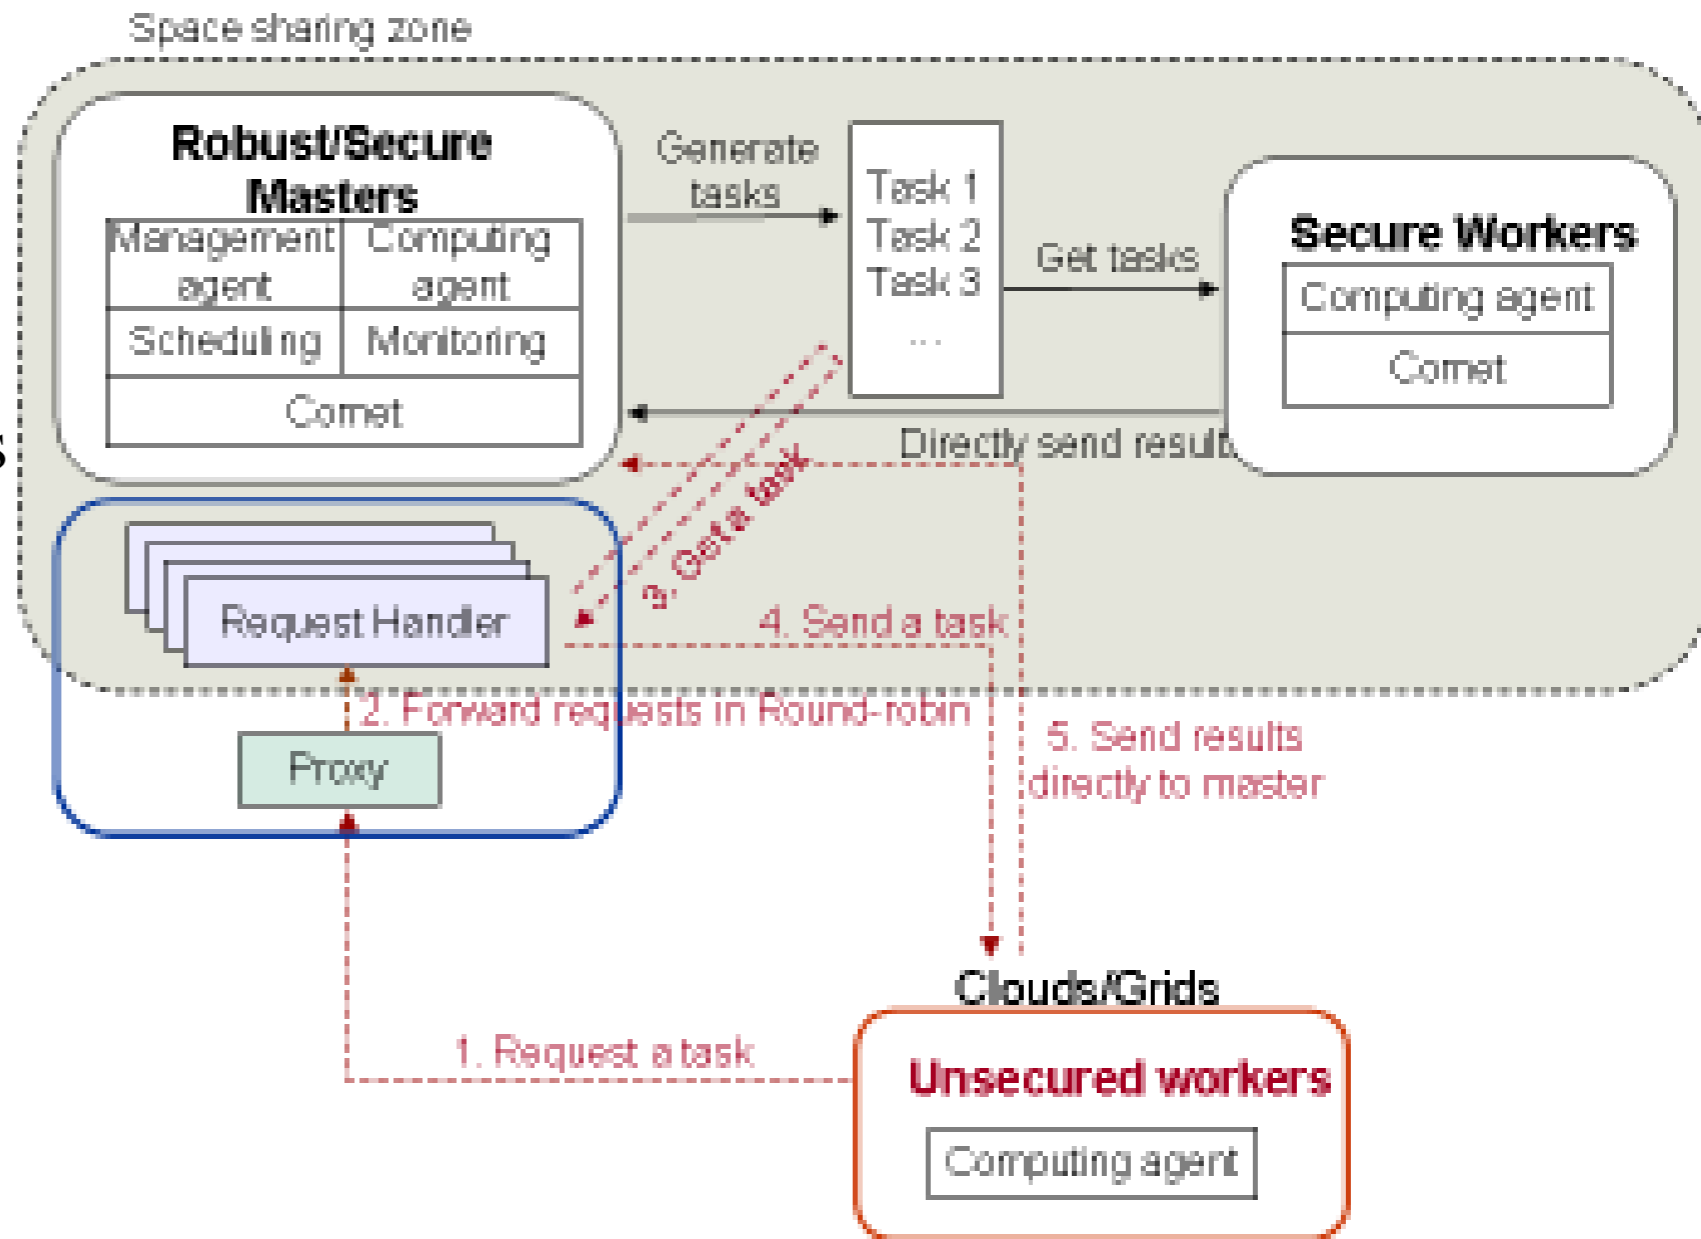 Space sharing zone
Robust/Secure
Masters
Management
agent
Computing
agent
Scheduling
Monitoring
Comet
Generate
tasks
Task 1
Task 2
Task 3
...
Get tasks
Secure Workers
Computing agent
Comet
Directly send result
s
3. Get a task
Request Handler
4. Send a task
2. Forward requests in Round-robin
Proxy
5. Send results
directly to master
Clouds/Grids
1. Request a task
Unsecured workers
Computing agent